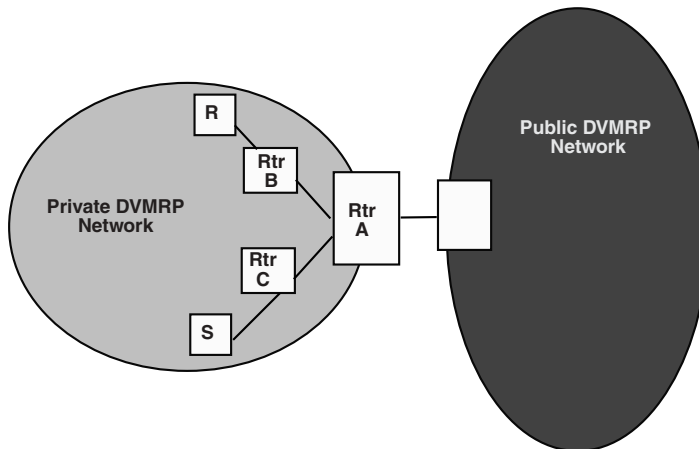 R
Rtr
B
Private DVMRP
Network
Rtr
A
Rtr
C
S
Public DVMRP
Network